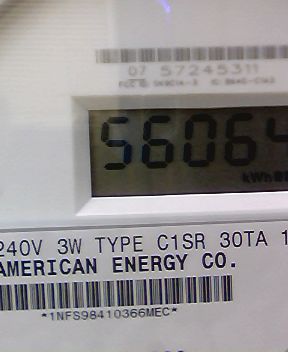 07 57245311
56064
kWh
240V 3W TYPE C1SR 30TA 1
AMERICAN ENERGY CO.
*1NFS98410366MEC*